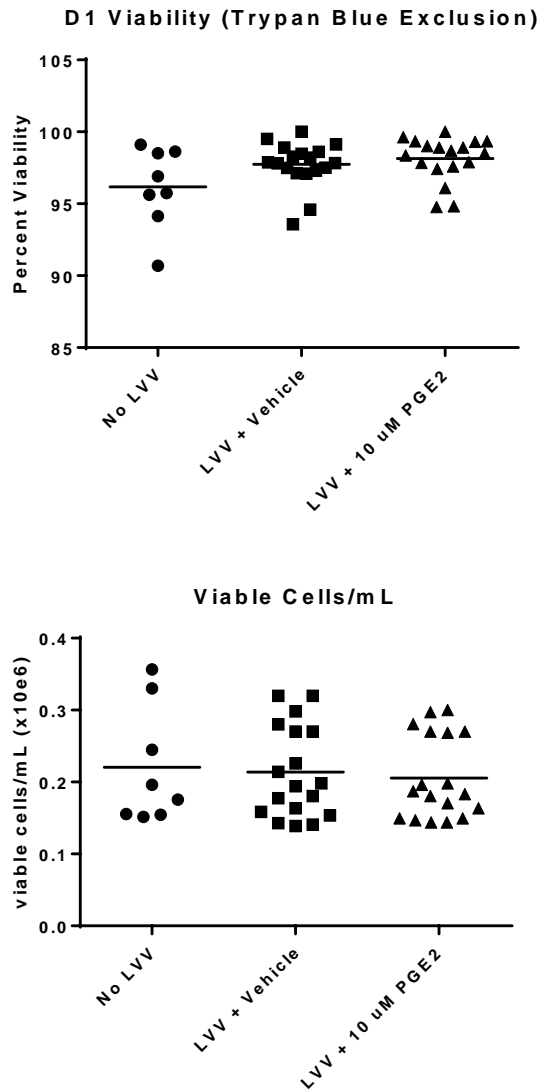 D1 Viability (Trypan Blue Exclusion)
Percent Viability
105
100
95
90
85
No LVV
LVV + Vehicle
LVV + 10 uM PGE2
Viable Cells/mL
viable cells/mL (x10e6)
0.4
0.3
0.2
0.1
0.0
No LVV
LVV + Vehicle
LVV + 10 uM PGE2